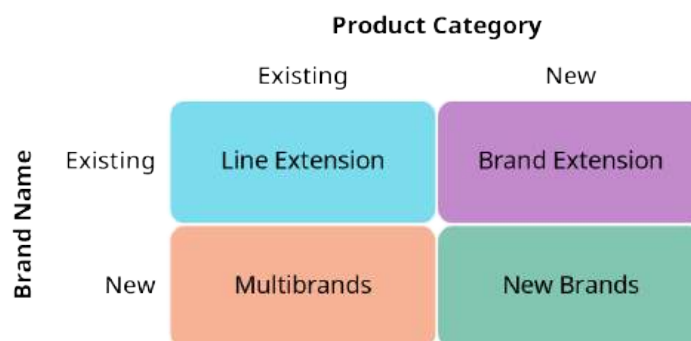 Product Category
Existing New
Brand Name
Existing Line Extension Brand Extension
New Multibrands New Brands